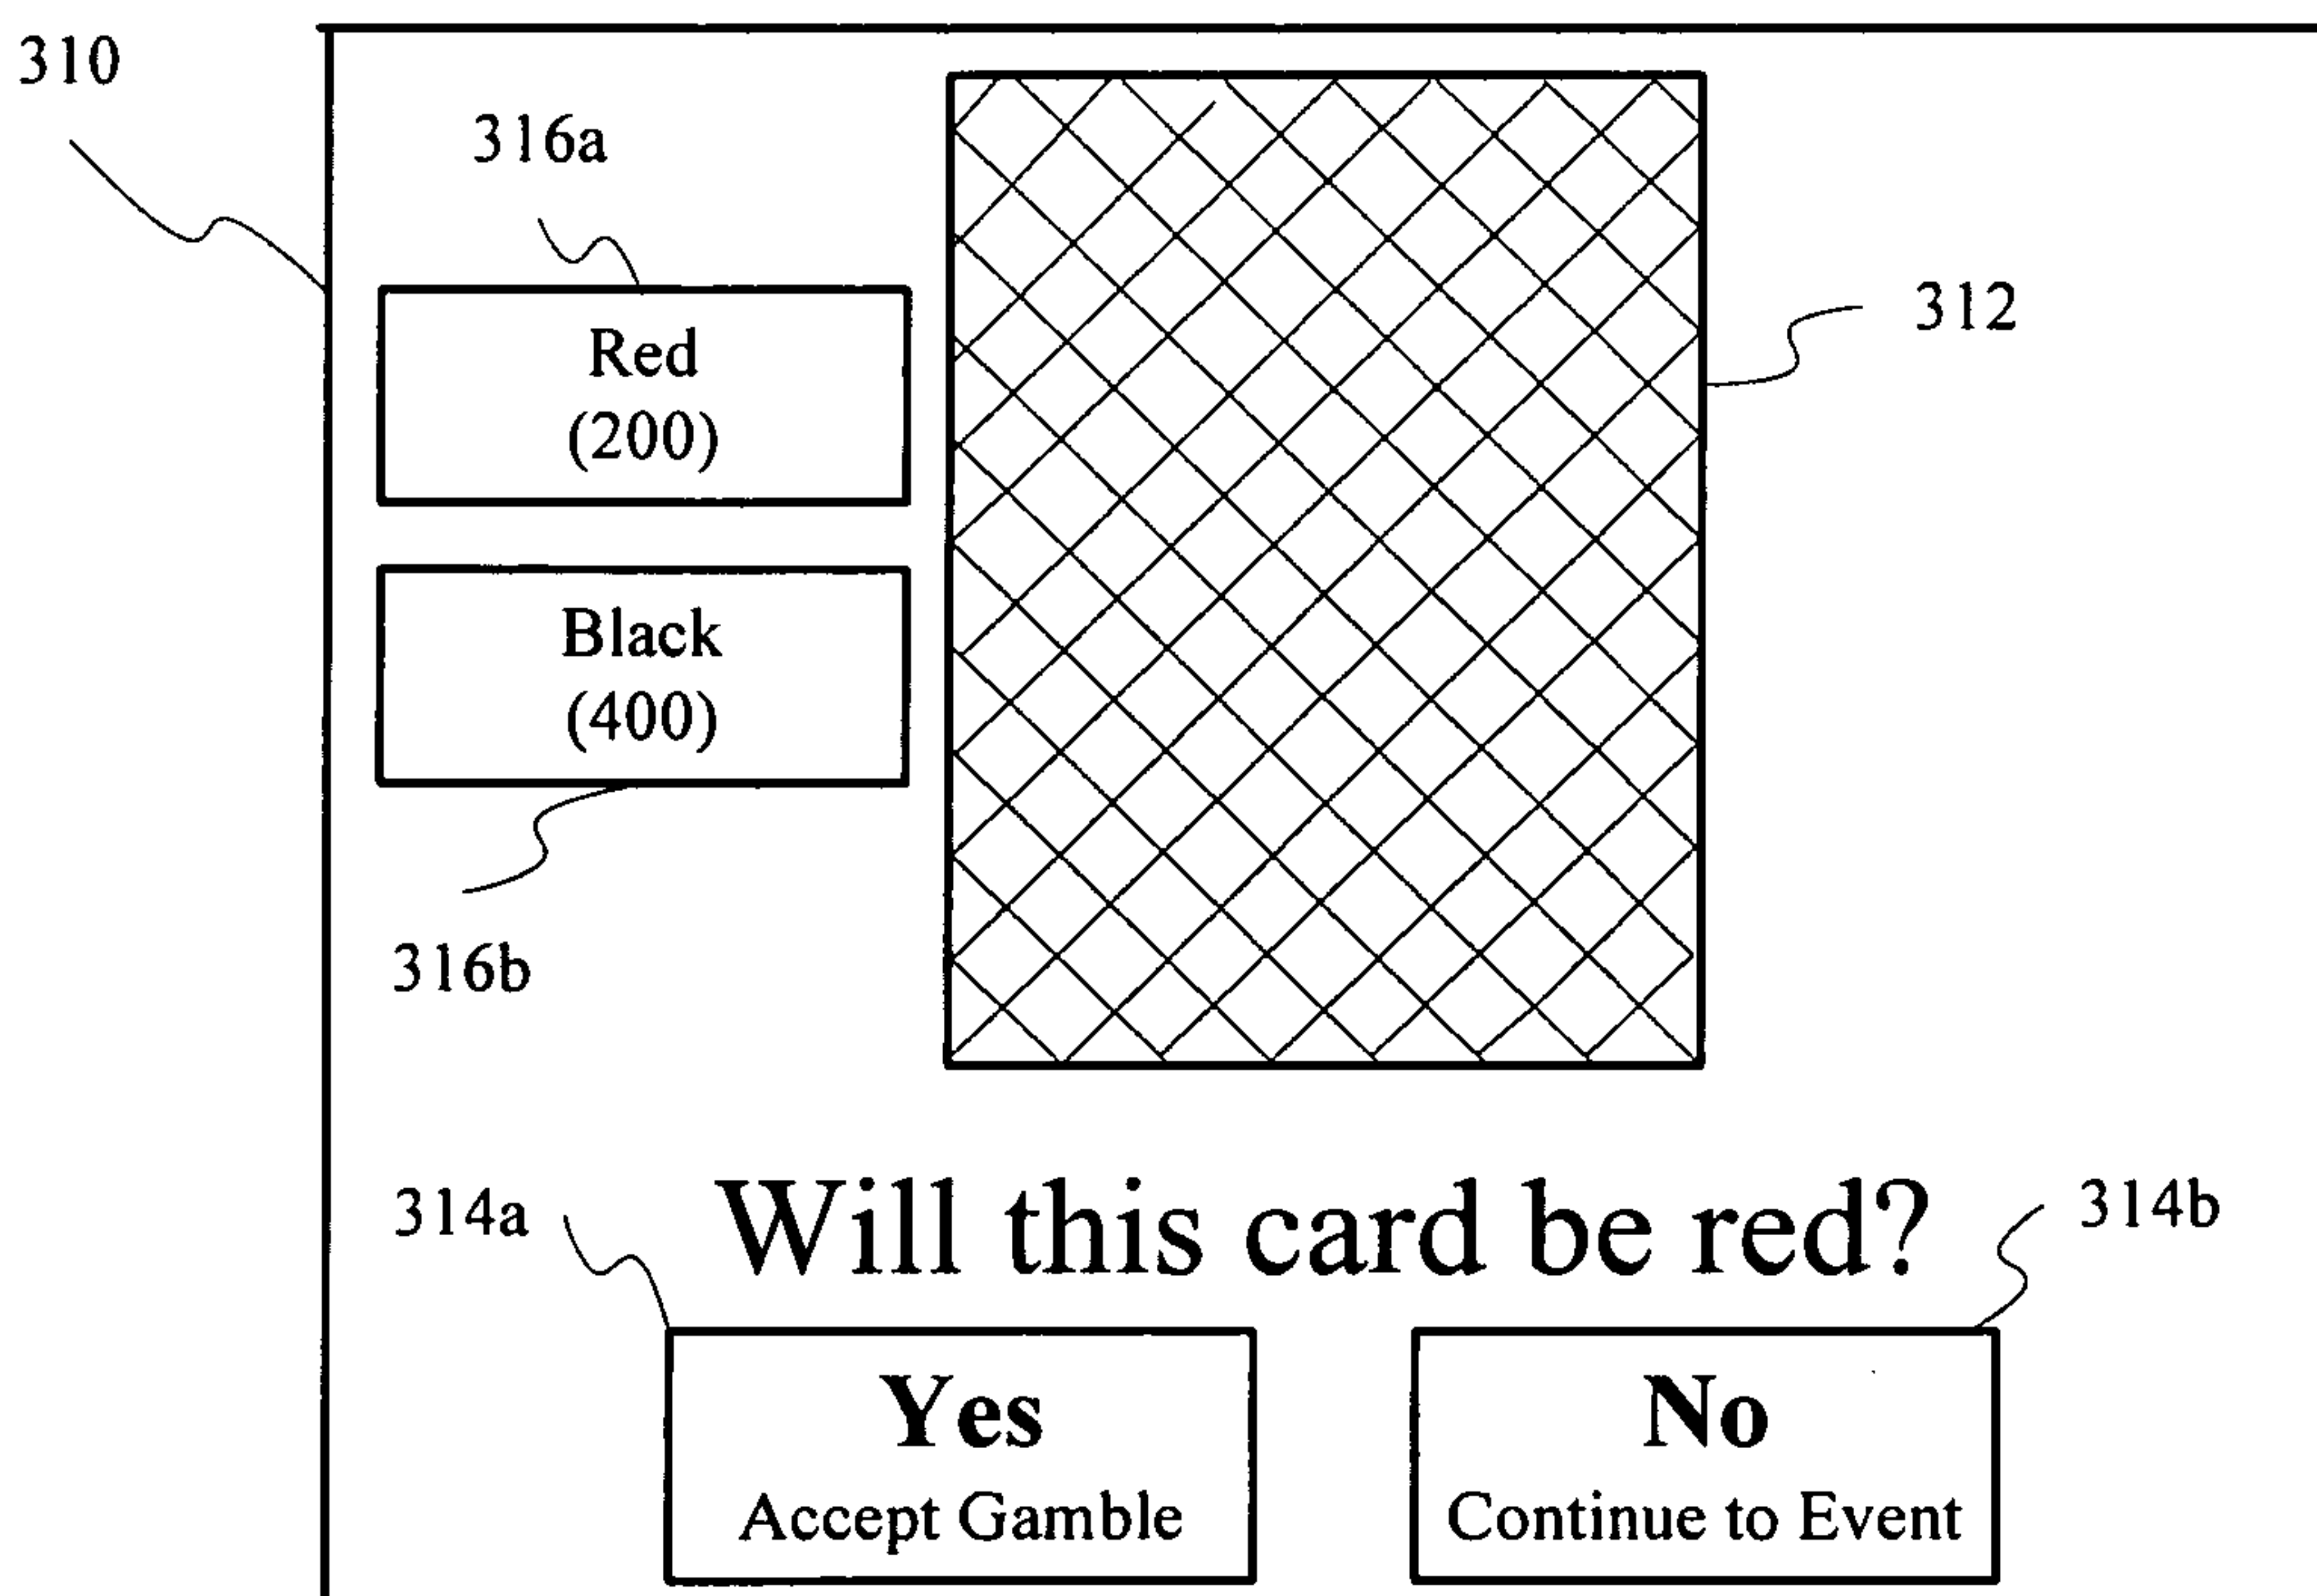 310
316a
Red
(200)
312
Black
(400)
316b
314a
Will this card be red?
314b
Yes
Accept Gamble
No
Continue to Event